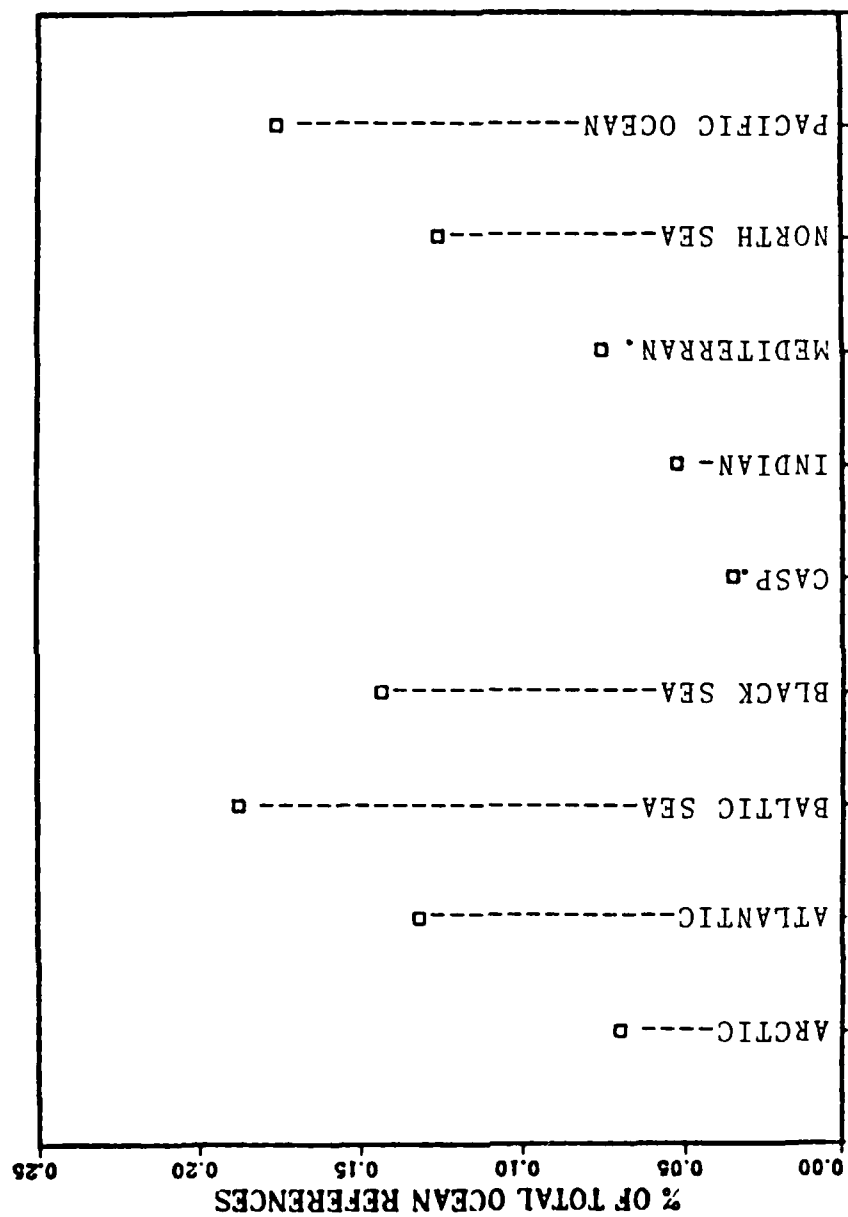 % OF TOTAL OCEAN REFERENCES
0.00 0.05 0.10 0.15 0.20 0.25
ARCTIC
ATLANTIC
BALTIC SEA
BLACK SEA
CASP.
INDIAN
MEDITERRAN.
NORTH SEA
PACIFIC OCEAN